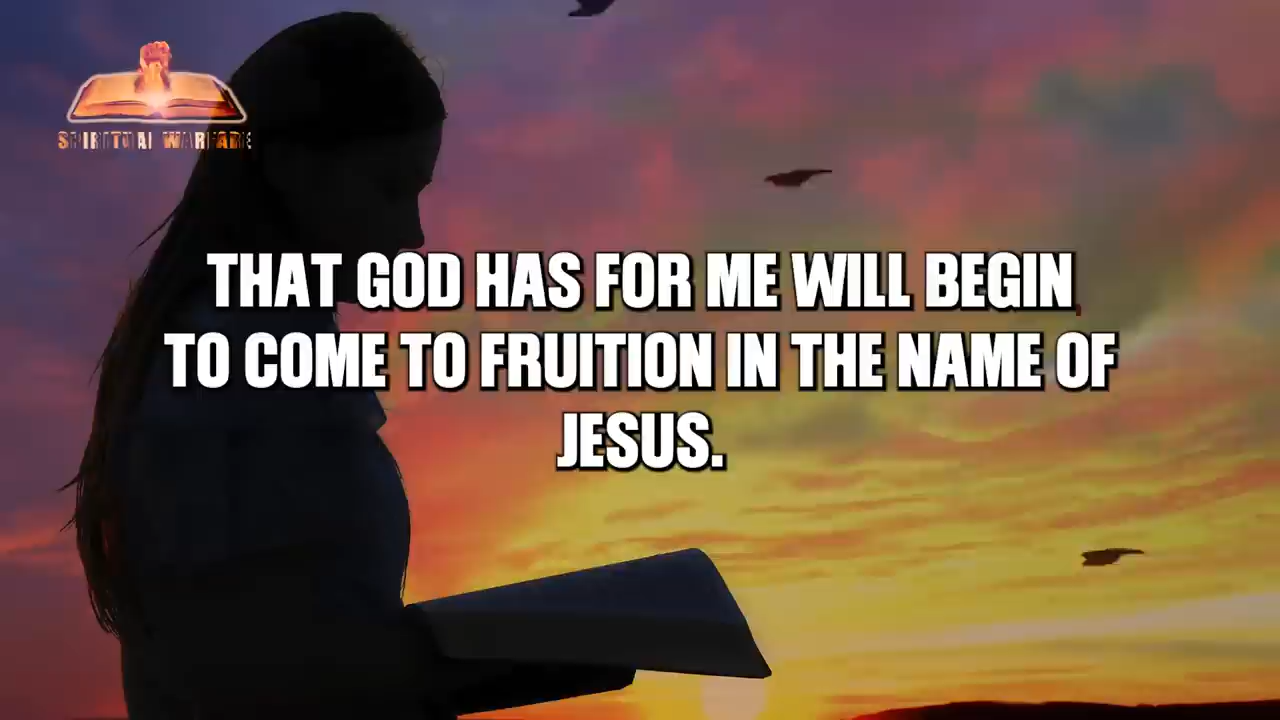 SPIRITUAL WARFARE
THAT GOD HAS FOR ME WILL BEGIN
TO COME TO FRUITION IN THE NAME OF
JESUS.